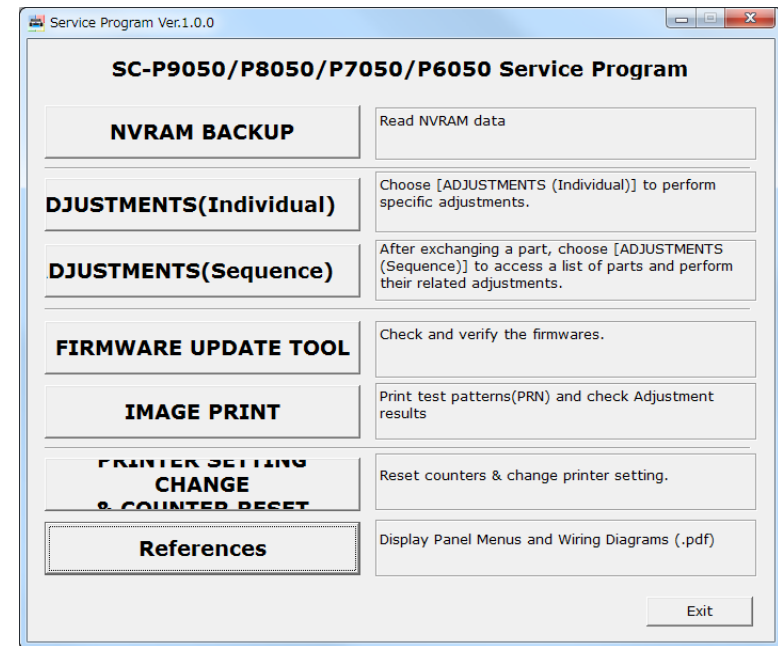 Service Program Ver.1.0.0
SC-P9050/P8050/P7050/P6050 Service Program
NVRAM BACKUP
Read NVRAM data
DJUSTMENTS(Individual)
Choose [ADJUSTMENTS (Individual)] to perform
specific adjustments.
DJUSTMENTS(Sequence)
After exchanging a part, choose [ADJUSTMENTS
(Sequence)] to access a list of parts and perform
their related adjustments.
FIRMWARE UPDATE TOOL
Check and verify the firmwares.
IMAGE PRINT
Print test patterns(PRN) and check Adjustment
results
PRINTER SETTING
CHANGE
& COUNTER RESET
Reset counters & change printer setting.
References
Display Panel Menus and Wiring Diagrams (.pdf)
Exit